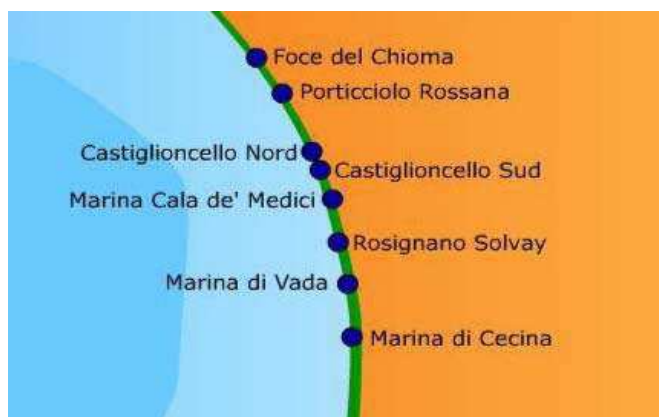 Foce del Chioma
Porticciolo Rossana
Castiglioncello Nord
Castiglioncello Sud
Marina Cala de' Medici
Rosignano Solvay
Marina di Vada
Marina di Cecina